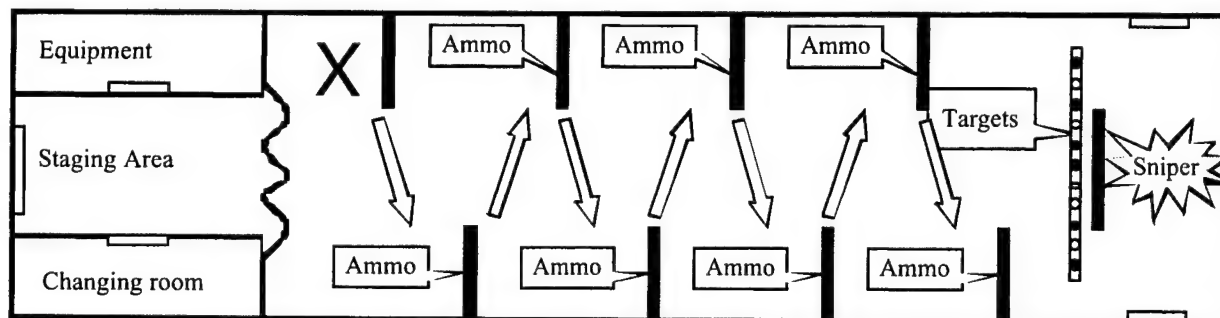 Equipment
X
Ammo
Ammo
Ammo
Targets
Staging Area
Sniper
Ammo
Ammo
Ammo
Ammo
Changing room